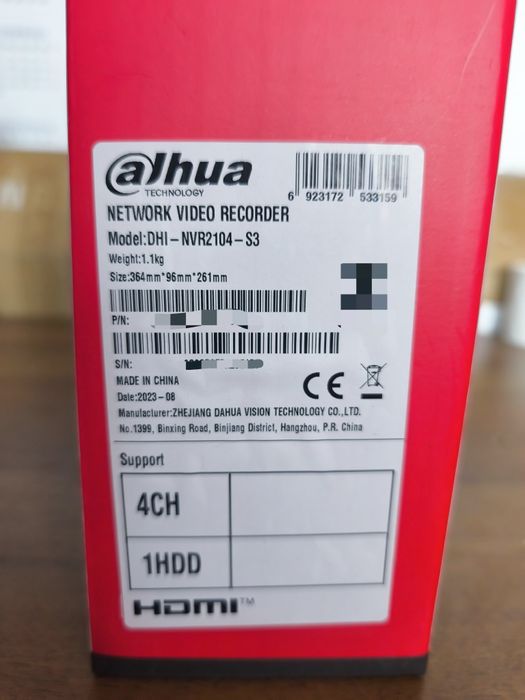 alhua
TECHNOLOGY
6 923172 533159
NETWORK VIDEO RECORDER
Model:DHI-NVR2104-S3
Weight:1.1kg
Size:364mm*96mm*261mm
P/N:
S/N:
MADE IN CHINA
Date:2023-08
CE
Manufacturer:ZHEJIANG DAHUA VISION TECHNOLOGY CO.,LTD.
No.1399, Binxing Road, Binjiang District, Hangzhou, P.R. China
Support
4CH
1HDD
HDMI™